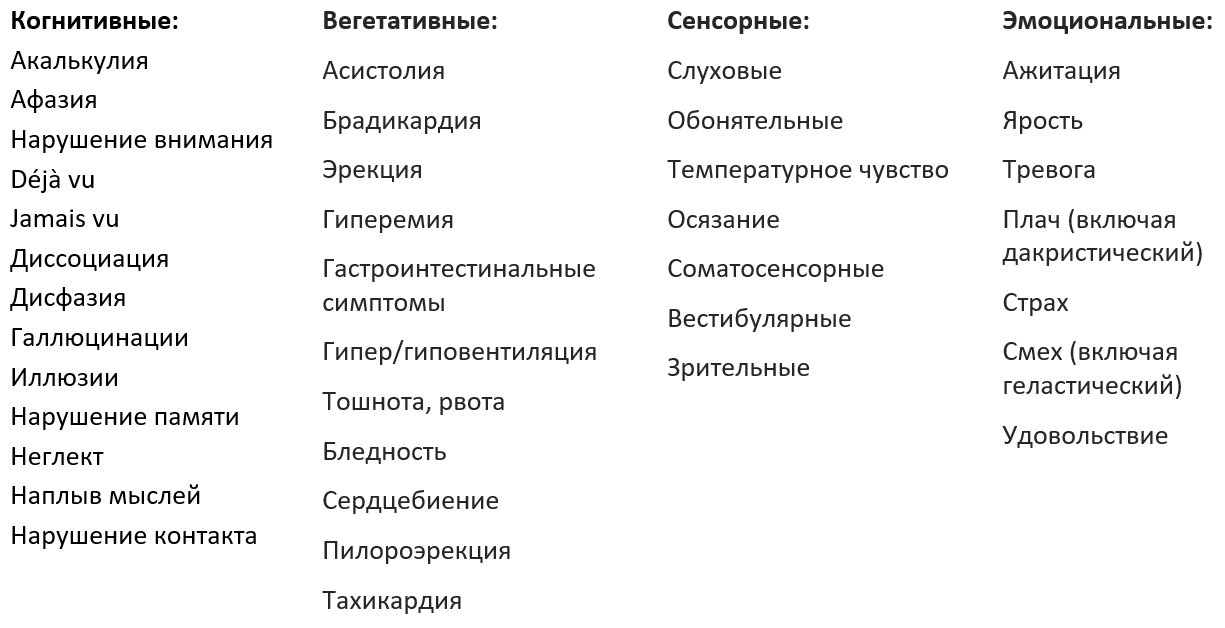 Когнитивные:
Акалькулия
Афазия
Нарушение внимания
Déjà vu
Jamais vu
Диссоциация
Дисфазия
Галлюцинации
Иллюзии
Нарушение памяти
Неглект
Наплыв мыслей
Нарушение контакта
Вегетативные:
Асистолия
Брадикардия
Эрекция
Гиперемия
Гастроинтестинальные
симптомы
Гипер/гиповентиляция
Тошнота, рвота
Бледность
Сердцебиение
Пилороэрекция
Тахикардия
Сенсорные:
Слуховые
Обонятельные
Температурное чувство
Осязание
Соматосенсорные
Вестибулярные
Зрительные
Эмоциональные:
Ажитация
Ярость
Тревога
Плач (включая
дакристический)
Страх
Смех (включая
геластический)
Удовольствие